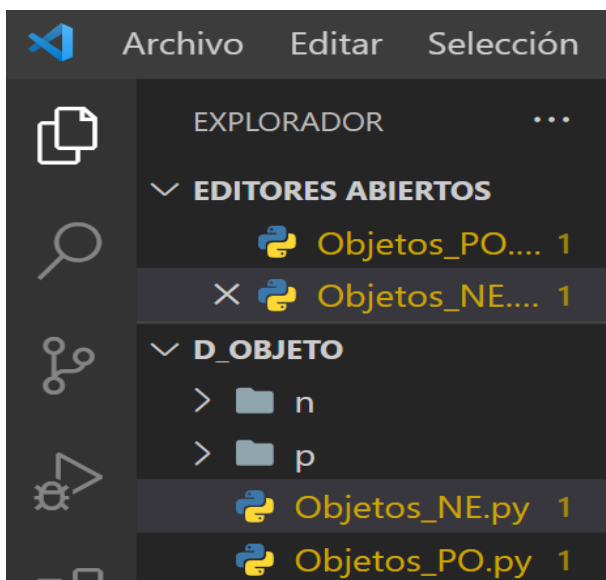 Archivo Editar Selección
EXPLORADOR ...
EDITORES ABIERTOS
Objetos_PO.... 1
Objetos_NE.... 1
D_OBJETO
n
p
Objetos_NE.py 1
Objetos_PO.py 1